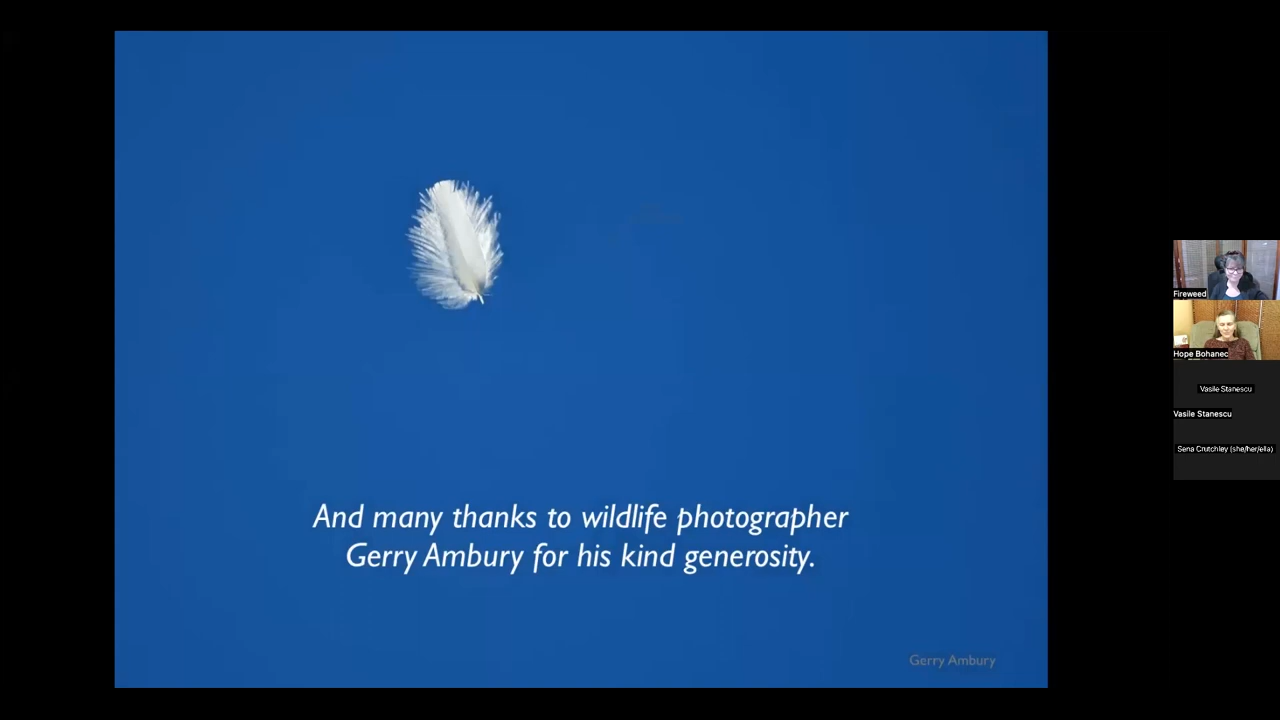 And many thanks to wildlife photographer
Gerry Ambury for his kind generosity.
Gerry Ambury
Fireweed
Hope Bohanec
Vasile Stanescu
Vasile Stanescu
Sena Crutchley (she/her/ella)